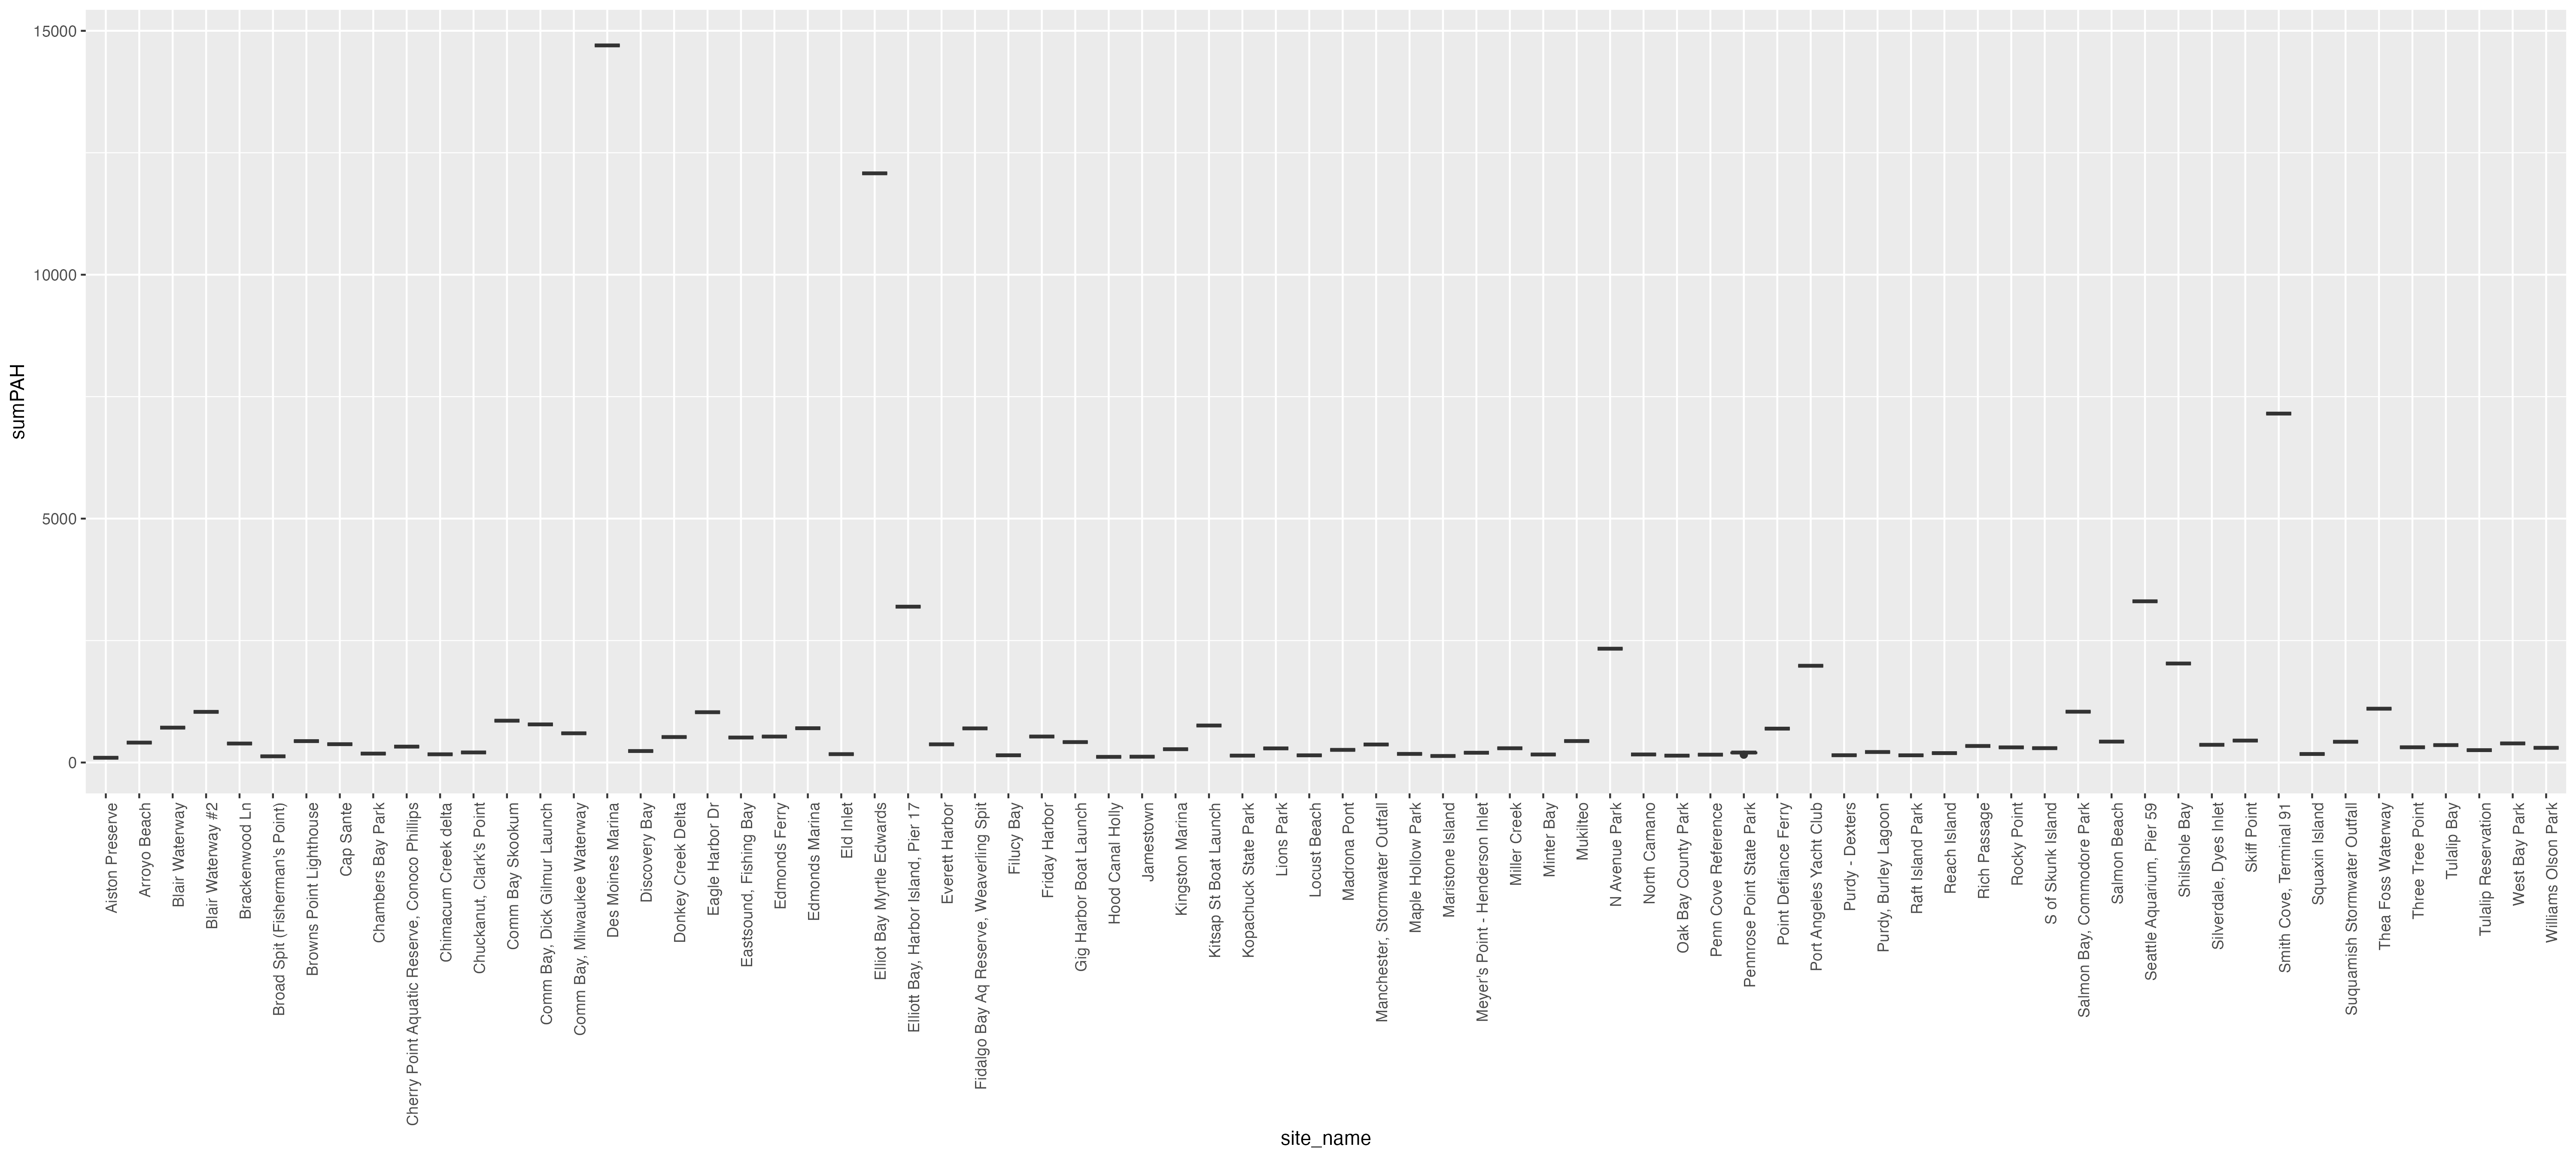 15000
10000
5000
0
sumPAH
Aiston Preserve
Arroyo Beach
Blair Waterway
Blair Waterway #2
Brackenwood Ln
Broad Spit (Fisherman's Point)
Browns Point Lighthouse
Cap Sante
Chambers Bay Park
Cherry Point Aquatic Reserve, Conoco Phillips
Chimacum Creek delta
Chuckanut, Clark's Point
Comm Bay Skookum
Comm Bay, Dick Gilmur Launch
Comm Bay, Milwaukee Waterway
Des Moines Marina
Discovery Bay
Donkey Creek Delta
Eagle Harbor Dr
Eastsound, Fishing Bay
Edmonds Ferry
Edmonds Marina
Eld Inlet
Elliot Bay Myrtle Edwards
Elliott Bay, Harbor Island, Pier 17
Everett Harbor
Fidalgo Bay Aq Reserve, Weaverling Spit
Filucy Bay
Friday Harbor
Gig Harbor Boat Launch
Hood Canal Holly
Jamestown
Kingston Marina
Kitsap St Boat Launch
Kopachuck State Park
Lions Park
Locust Beach
Madrona Pont
Manchester, Stormwater Outfall
Maple Hollow Park
Maristone Island
Meyer's Point - Henderson Inlet
Miller Creek
Minter Bay
Mukilteo
N Avenue Park
North Camano
Oak Bay County Park
Penn Cove Reference
Pennrose Point State Park
Point Defiance Ferry
Port Angeles Yacht Club
Purdy - Dexters
Purdy, Burley Lagoon
Raft Island Park
Reach Island
Rich Passage
Rocky Point
S of Skunk Island
Salmon Bay, Commodore Park
Salmon Beach
Seattle Aquarium, Pier 59
Shilshole Bay
Silverdale, Dyes Inlet
Skiff Point
Smith Cove, Terminal 91
Squaxin Island
Suquamish Stormwater Outfall
Thea Foss Waterway
Three Tree Point
Tulalip Bay
Tulalip Reservation
West Bay Park
Williams Olson Park
site_name